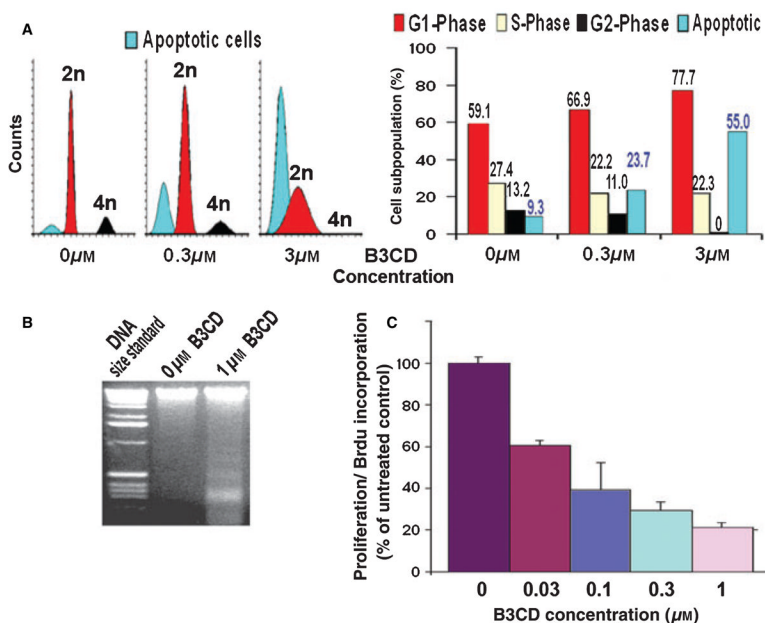 A
Apoptotic cells
Counts
2n
4n
2n
4n
2n
4n
0µM
0.3µM
3µM
B3CD
Concentration
G1-Phase
S-Phase
G2-Phase
Apoptotic
Cell subpopulation (%)
100
80
60
40
20
0
59.1
27.4
13.2
9.3
66.9
22.2
11.0
23.7
77.7
22.3
0
55.0
0µM
0.3µM
3µM
B
DNA
size standard
0 µM B3CD
1 µM B3CD
C
Proliferation/ Brdu incorporation
(% of untreated control)
100
80
60
40
20
0
0
0.03
0.1
0.3
1
B3CD concentration (µM)